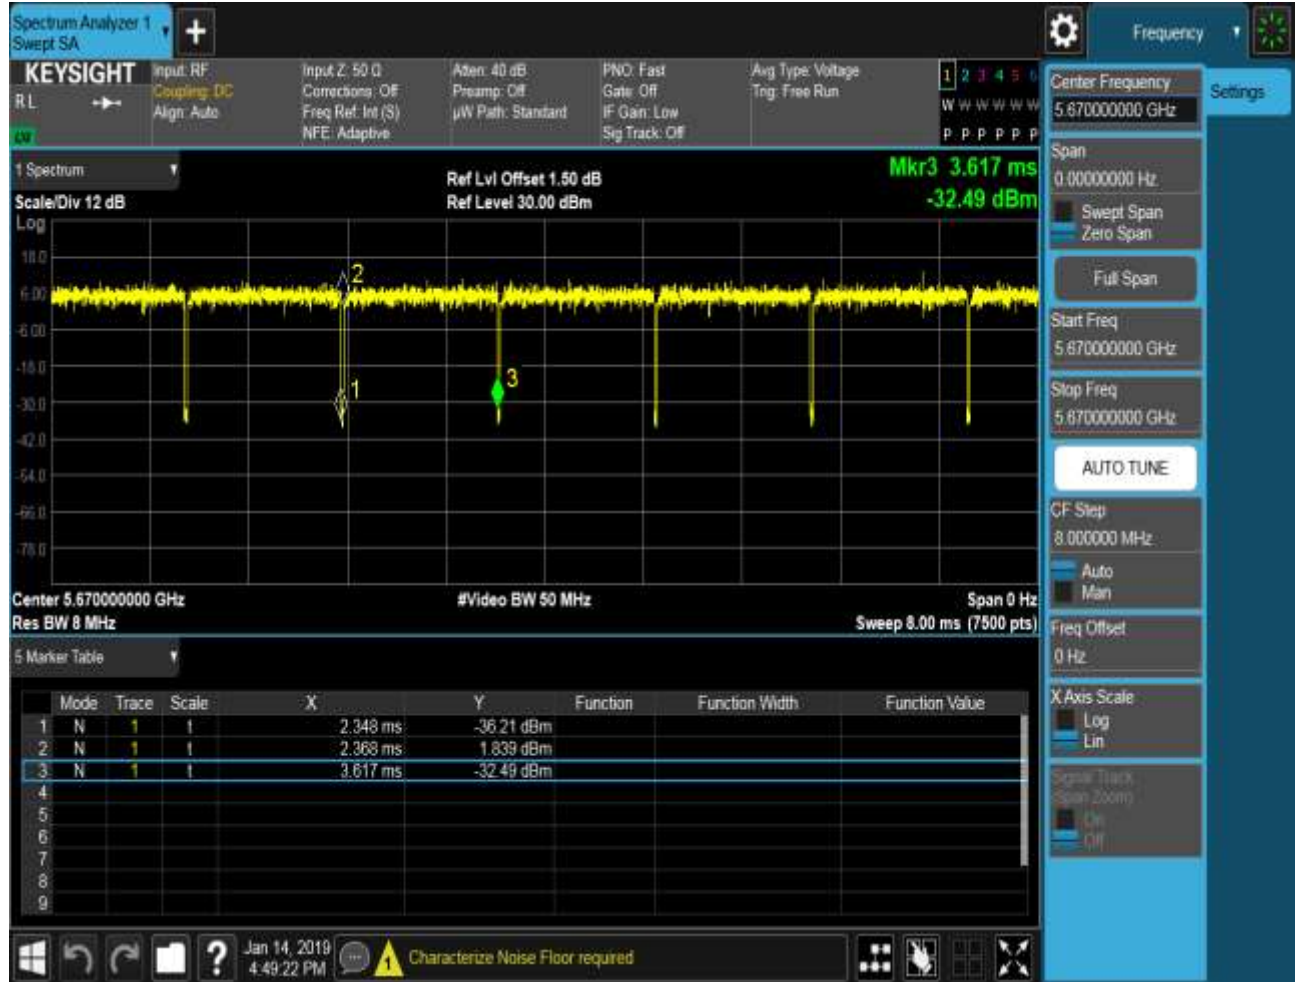 Spectrum Analyzer 1
Swept SA
+
Frequency
KEYSIGHT
RL
Input: RF
Coupling: DC
Align: Auto
Input Z: 50 Ω
Corrections: Off
Freq Ref: Int (S)
NFE: Adaptive
Atten: 40 dB
Preamp: Off
µW Path: Standard
PNO: Fast
Gate: Off
IF Gain: Low
Sig Track: Off
Avg Type: Voltage
Trig: Free Run
1 2 3 4 5 6
W W W W W W
P P P P P P
1 Spectrum
Scale/Div 12 dB
Ref Lvl Offset 1.50 dB
Ref Level 30.00 dBm
Mkr3 3.617 ms
-32.49 dBm
Log
18.0
6.00
-6.00
-18.0
-30.0
-42.0
-54.0
-66.0
-78.0
2
1
3
Center 5.670000000 GHz
Res BW 8 MHz
#Video BW 50 MHz
Span 0 Hz
Sweep 8.00 ms (7500 pts)
5 Marker Table
Mode Trace Scale X Y Function Function Width Function Value
1 N 1 t 2.348 ms -36.21 dBm
2 N 1 t 2.368 ms 1.839 dBm
3 N 1 t 3.617 ms -32.49 dBm
4
5
6
7
8
9
Center Frequency
5.670000000 GHz
Settings
Span
0.00000000 Hz
Swept Span
Zero Span
Full Span
Start Freq
5.670000000 GHz
Stop Freq
5.670000000 GHz
AUTO TUNE
CF Step
8.000000 MHz
Auto
Man
Freq Offset
0 Hz
X Axis Scale
Log
Lin
Signal Track
(Span Zoom)
On
Off
?
Jan 14, 2019
4:49:22 PM
1
Characterize Noise Floor required